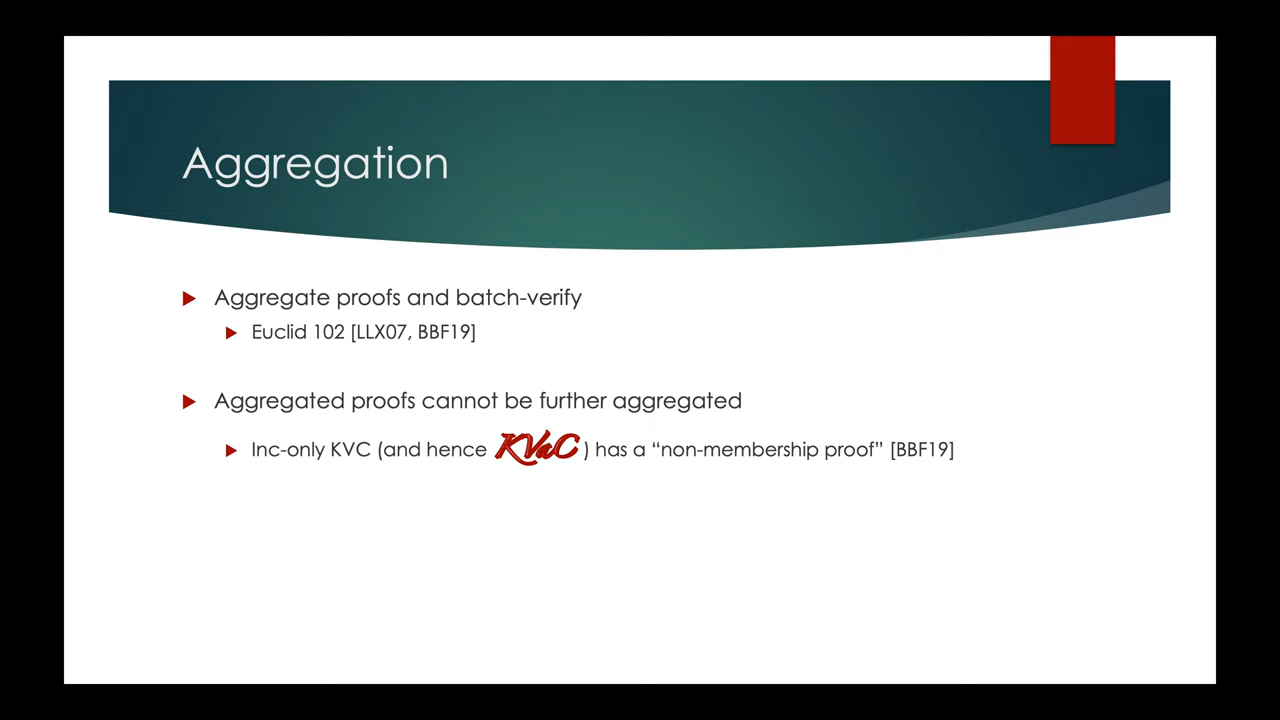 Aggregation
Aggregate proofs and batch-verify
Euclid 102 [LLX07, BBF19]
Aggregated proofs cannot be further aggregated
Inc-only KVC (and hence KVaC ) has a “non-membership proof” [BBF19]